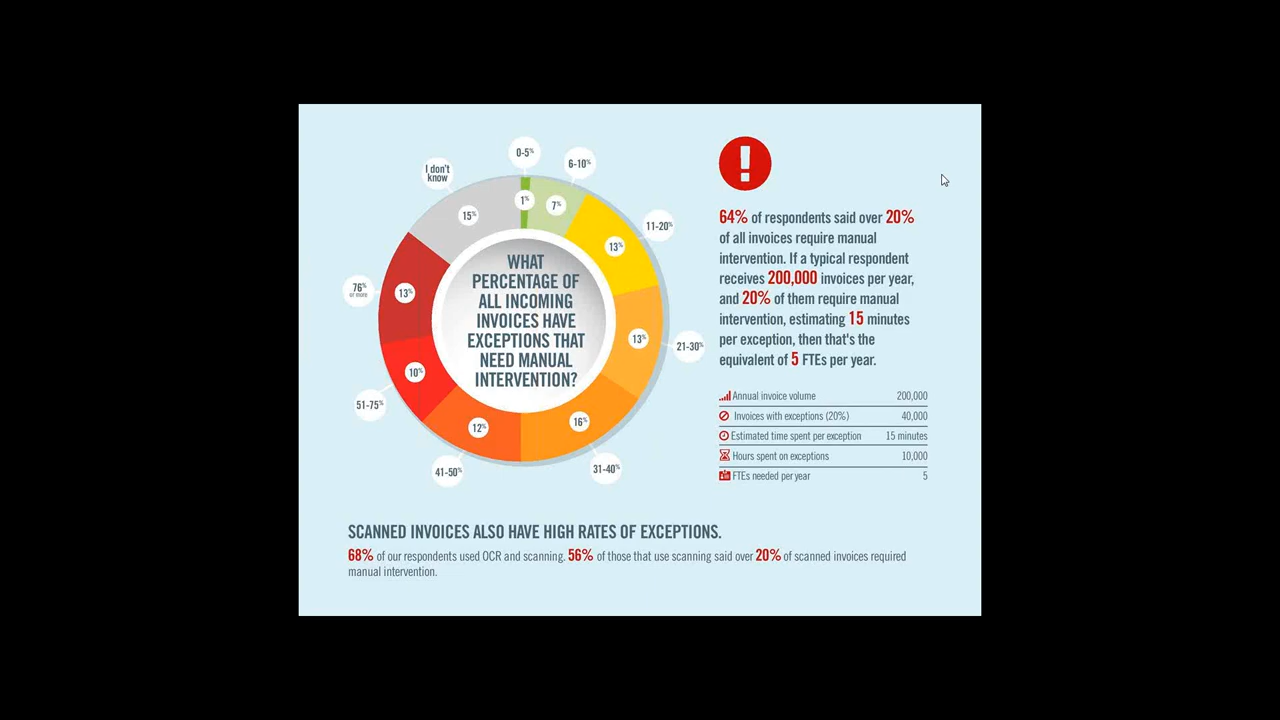 0-5%
6-10%
I don't
know
1%
7%
15%
11-20%
13%
WHAT
PERCENTAGE OF
ALL INCOMING
INVOICES HAVE
EXCEPTIONS THAT
NEED MANUAL
INTERVENTION?
76%
or more
13%
13%
21-30%
10%
51-75%
16%
12%
31-40%
41-50%
!
64% of respondents said over 20%
of all invoices require manual
intervention. If a typical respondent
receives 200,000 invoices per year,
and 20% of them require manual
intervention, estimating 15 minutes
per exception, then that's the
equivalent of 5 FTEs per year.
Annual invoice volume 200,000
Invoices with exceptions (20%) 40,000
Estimated time spent per exception 15 minutes
Hours spent on exceptions 10,000
FTEs needed per year 5
SCANNED INVOICES ALSO HAVE HIGH RATES OF EXCEPTIONS.
68% of our respondents used OCR and scanning. 56% of those that use scanning said over 20% of scanned invoices required
manual intervention.